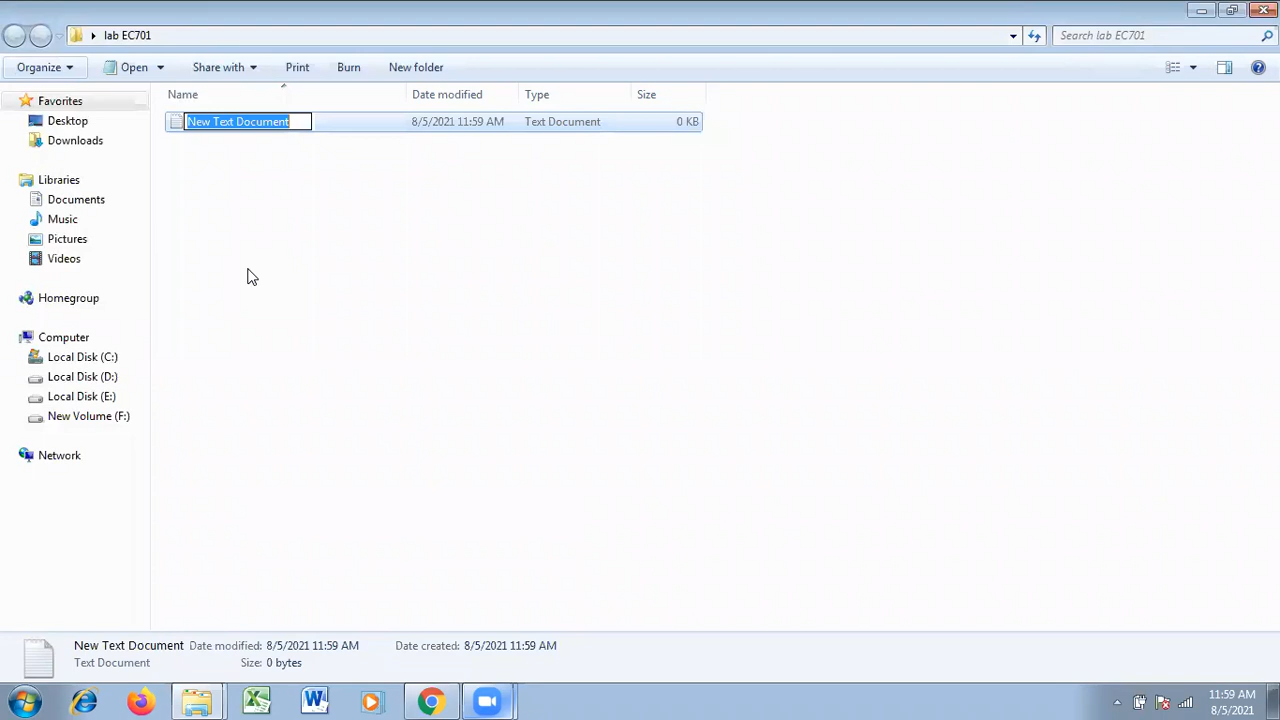 lab EC701
Search lab EC701
Organize Open Share with Print Burn New folder
Name Date modified Type Size
Favorites
Desktop
Downloads
Libraries
Documents
Music
Pictures
Videos
Homegroup
Computer
Local Disk (C:)
Local Disk (D:)
Local Disk (E:)
New Volume (F:)
Network
New Text Document 8/5/2021 11:59 AM Text Document 0 KB
New Text Document Date modified: 8/5/2021 11:59 AM Date created: 8/5/2021 11:59 AM
Text Document Size: 0 bytes
11:59 AM
8/5/2021